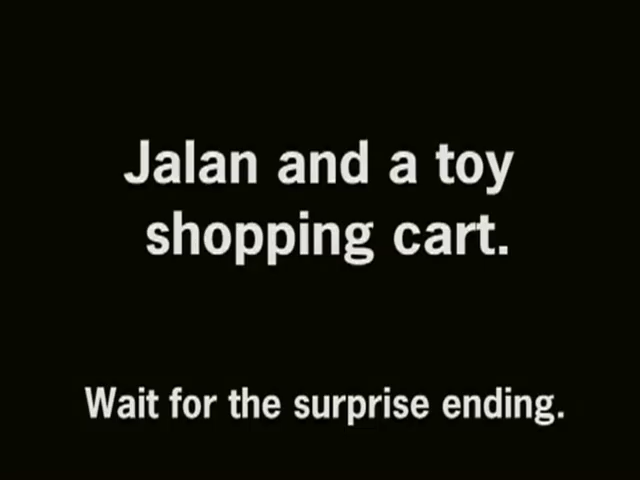 Jalan and a toy
shopping cart.
Wait for the surprise ending.